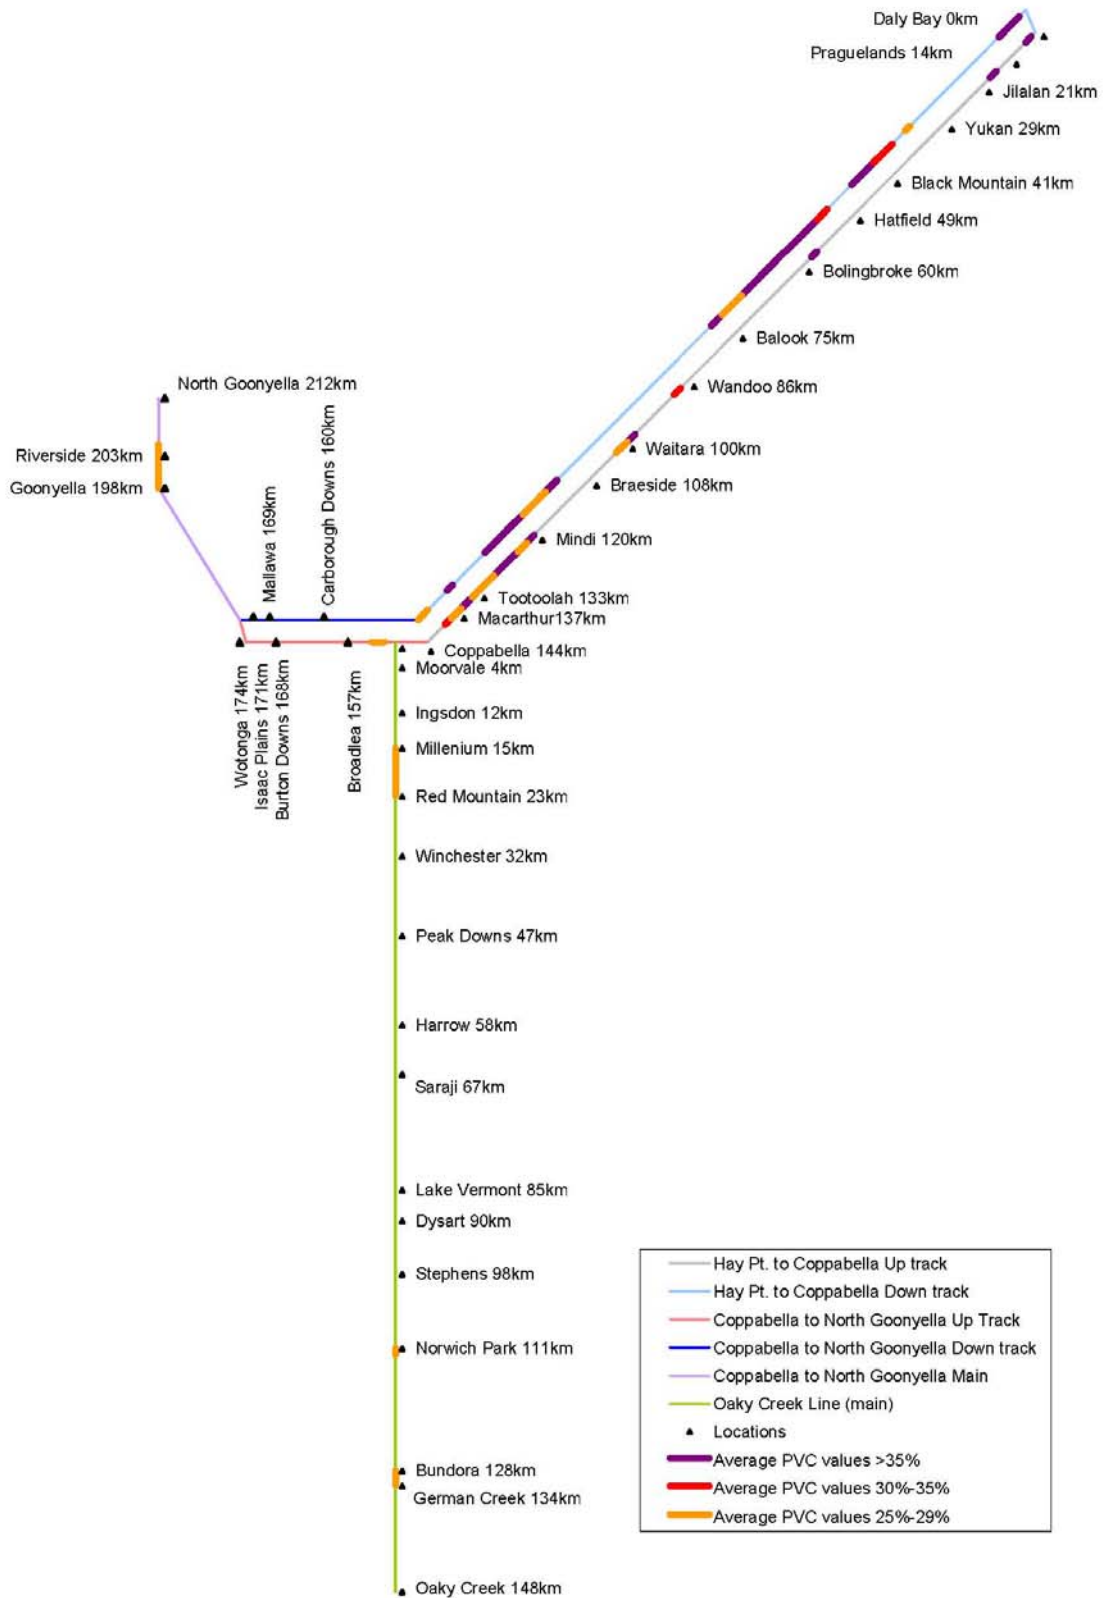 Daly Bay 0km
Praguelands 14km
Jilalan 21km
Yukan 29km
Black Mountain 41km
Hatfield 49km
Bolingbroke 60km
Balook 75km
Wandoo 86km
Waitara 100km
Braeside 108km
Mindi 120km
Tootoolah 133km
Macarthur137km
Coppabella 144km
North Goonyella 212km
Riverside 203km
Goonyella 198km
Mallawa 169km
Carborough Downs 160km
Wotonga 174km
Isaac Plains 171km
Burton Downs 168km
Broadlea 157km
Moorvale 4km
Ingsdon 12km
Millenium 15km
Red Mountain 23km
Winchester 32km
Peak Downs 47km
Harrow 58km
Saraji 67km
Lake Vermont 85km
Dysart 90km
Stephens 98km
Norwich Park 111km
Bundora 128km
German Creek 134km
Oaky Creek 148km
Hay Pt. to Coppabella Up track
Hay Pt. to Coppabella Down track
Coppabella to North Goonyella Up Track
Coppabella to North Goonyella Down track
Coppabella to North Goonyella Main
Oaky Creek Line (main)
Locations
Average PVC values >35%
Average PVC values 30%-35%
Average PVC values 25%-29%